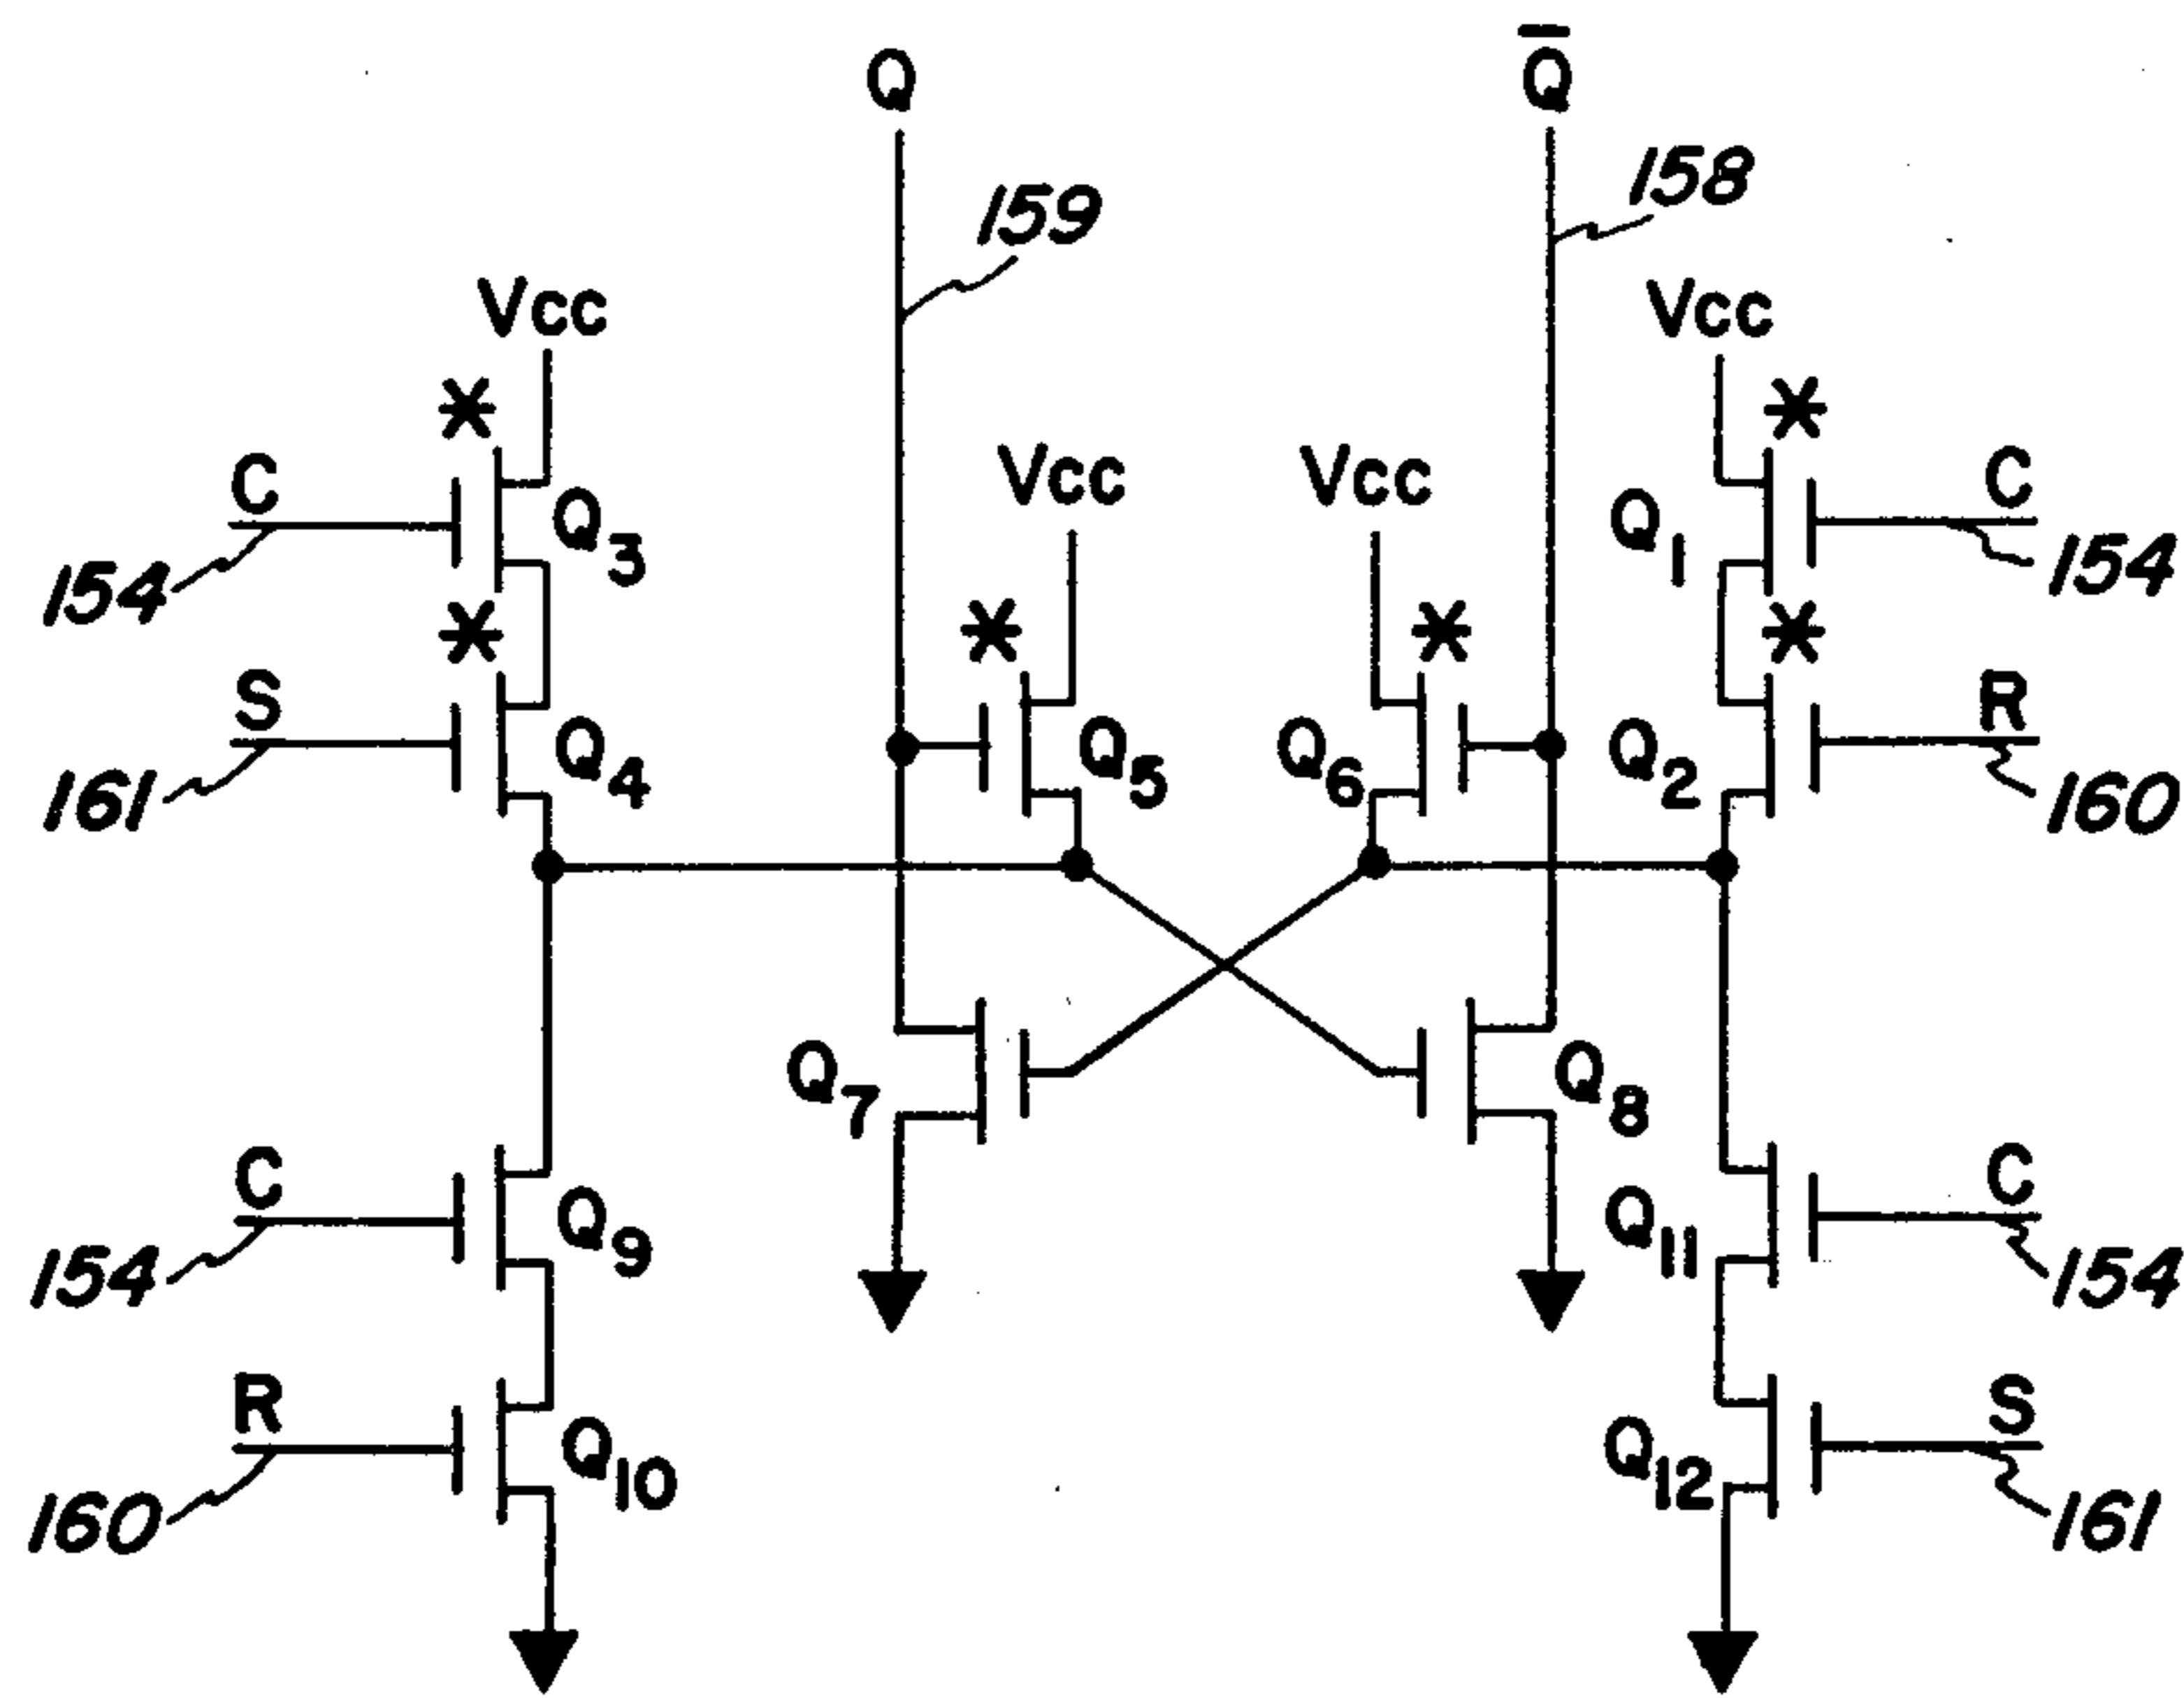 Q Q̅
159 158
Vcc Vcc
* *
C Vcc Vcc C
Q3 Q1
154 154
* * * *
S R
Q4 Q5 Q6 Q2
161 160
Q7 Q8
C C
Q9 Q11
154 154
R S
Q10 Q12
160 161